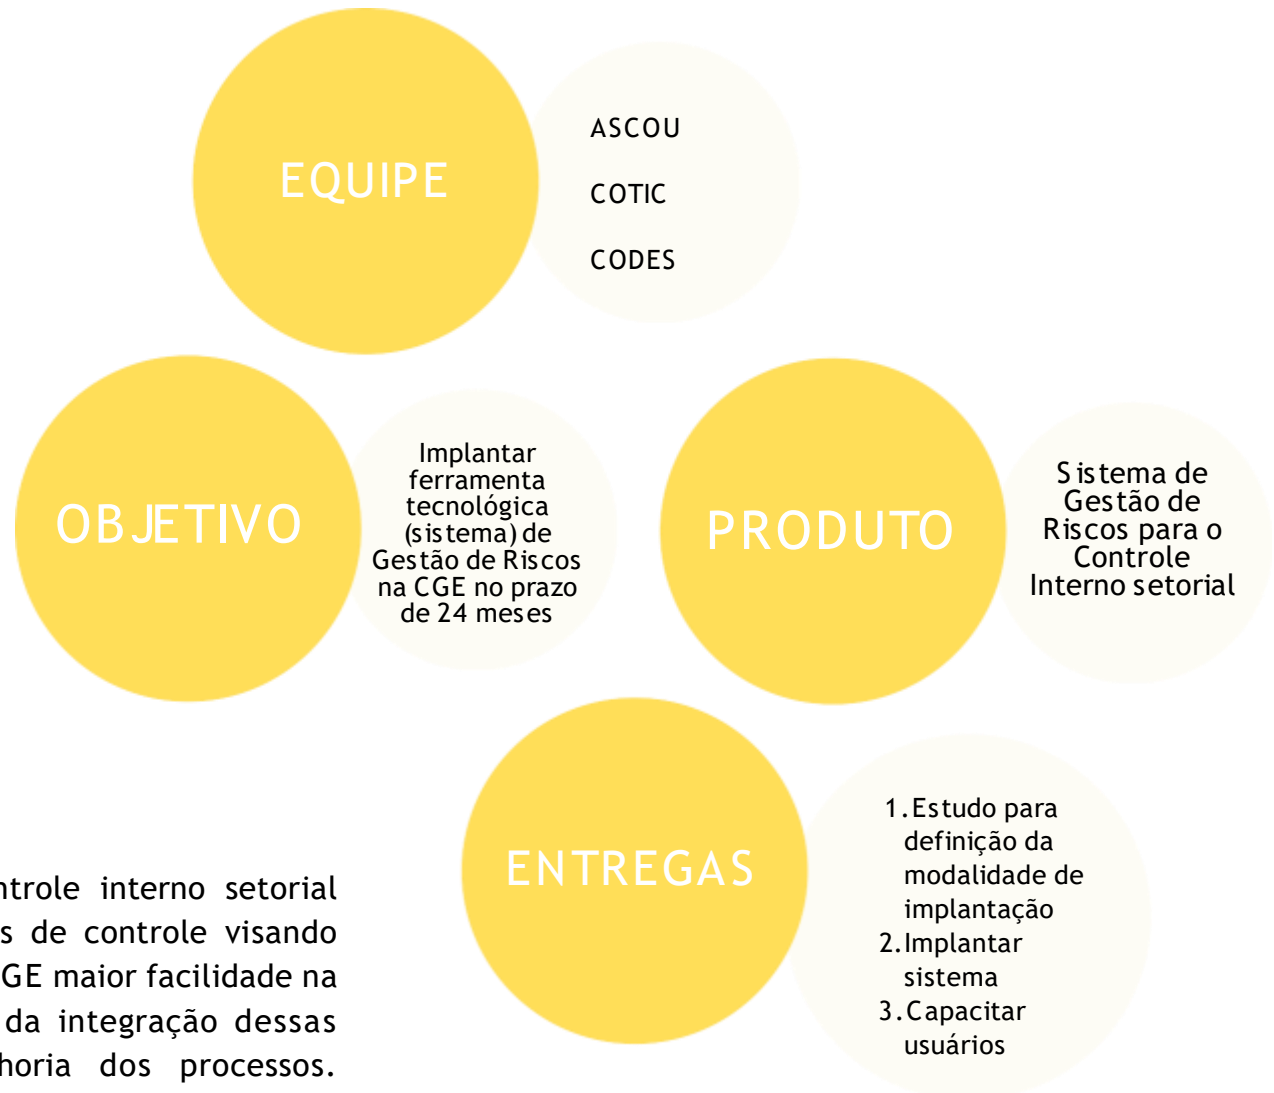 EQUIPE
ASCOU
COTIC
CODES
OBJETIVO
Implantar
ferramenta
tecnológica
(sistema) de
Gestão de Riscos
na CGE no prazo
de 24 meses
PRODUTO
Sistema de
Gestão de
Riscos para o
Controle
Interno setorial
ENTREGAS
1.Estudo para
definição da
modalidade de
implantação
2.Implantar
sistema
3.Capacitar
usuários
interno setorial
de controle visando
maior facilidade na
da integração dessas
dos processos.